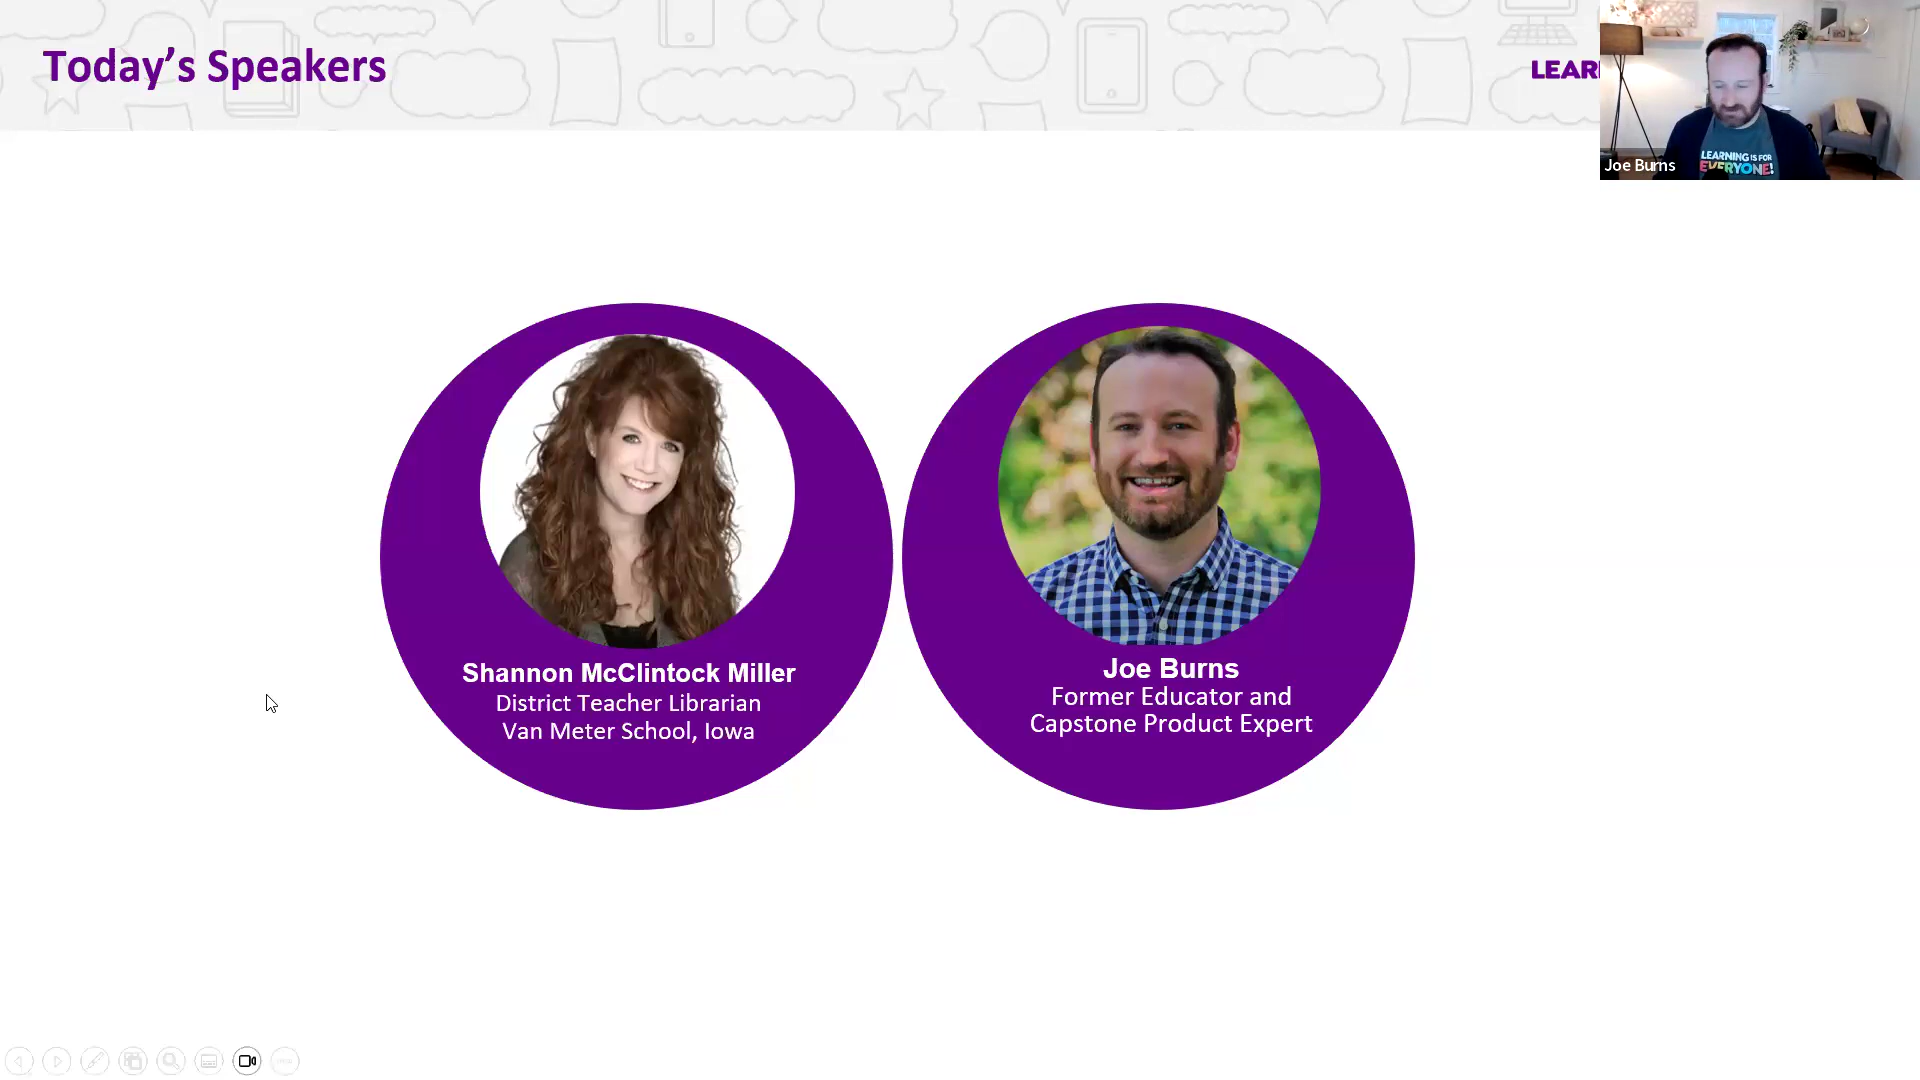 Today’s Speakers
LEAR
LEARNING IS FOR
EVERYONE!
Joe Burns
Shannon McClintock Miller
District Teacher Librarian
Van Meter School, Iowa
Joe Burns
Former Educator and
Capstone Product Expert